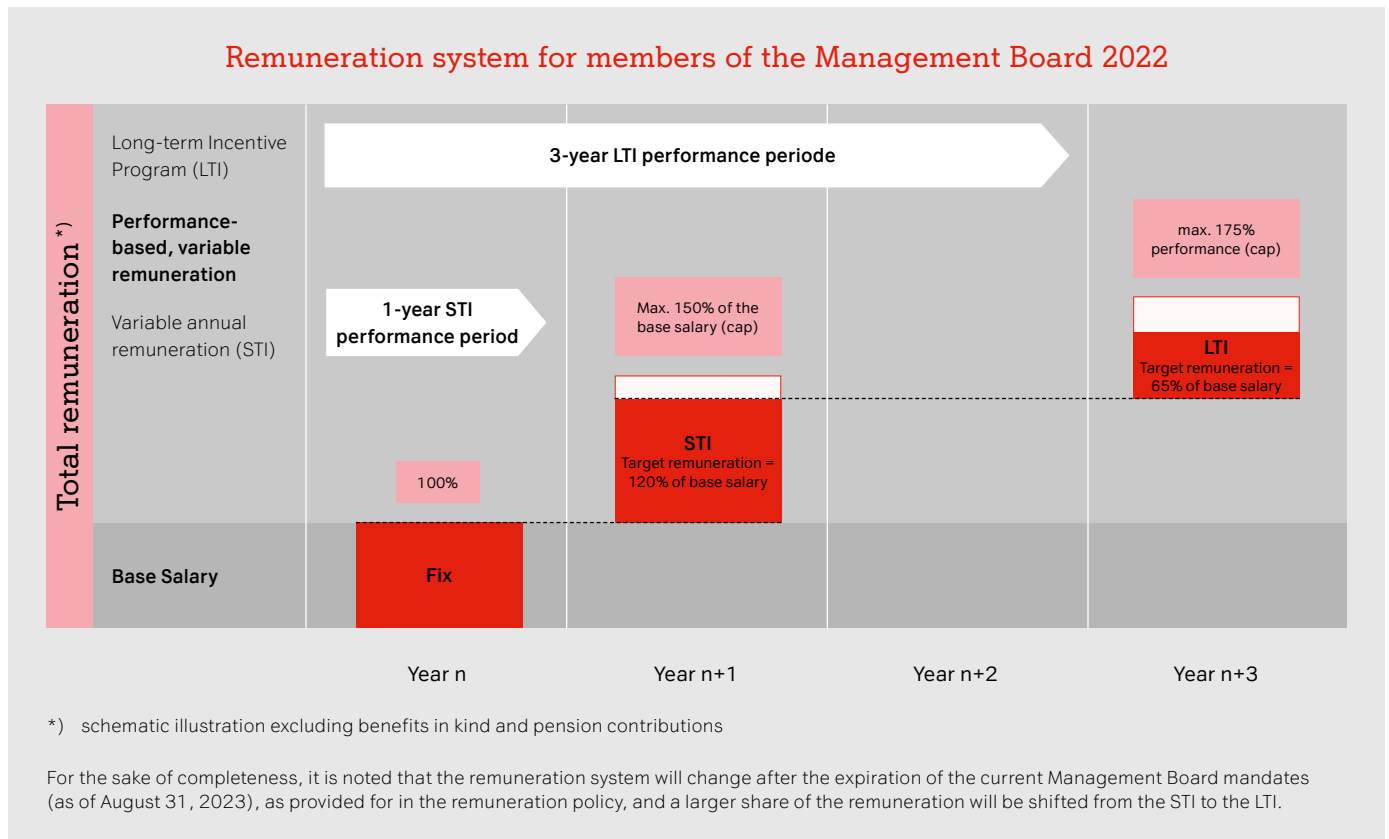 Remuneration system for members of the Management Board 2022
Total remuneration *)
Long-term Incentive
Program (LTI)
3-year LTI performance periode
Performance-
based, variable
remuneration
max. 175%
performance (cap)
Variable annual
remuneration (STI)
1-year STI
performance period
Max. 150% of the
base salary (cap)
LTI
Target remuneration =
65% of base salary
STI
Target remuneration =
120% of base salary
100%
Base Salary
Fix
Year n
Year n+1
Year n+2
Year n+3
*) schematic illustration excluding benefits in kind and pension contributions
For the sake of completeness, it is noted that the remuneration system will change after the expiration of the current Management Board mandates
(as of August 31, 2023), as provided for in the remuneration policy, and a larger share of the remuneration will be shifted from the STI to the LTI.